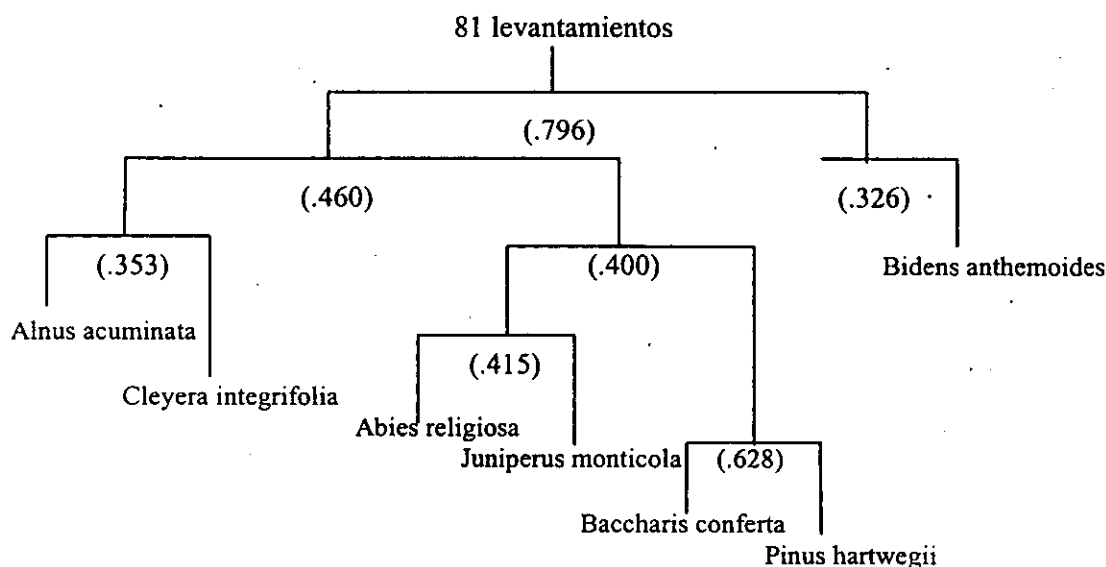 81 levantamientos
(.796)
(.460)
(.326)
(.353)
(.400)
Bidens anthemoides
Alnus acuminata
(.415)
Cleyera integrifolia
Abies religiosa
Juniperus monticola
(.628)
Baccharis conferta
Pinus hartwegii